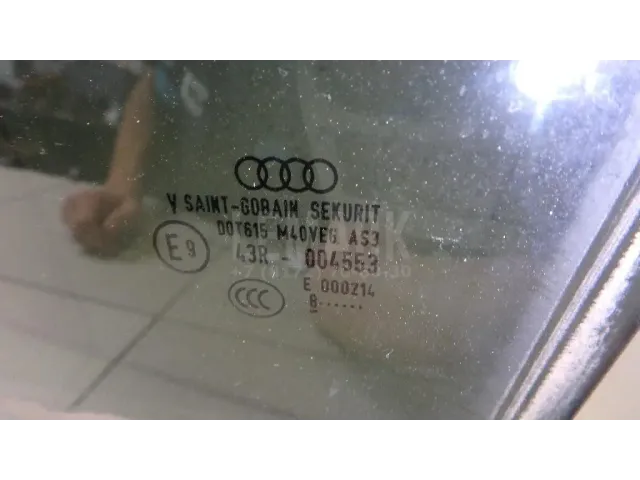 V SAINT-GOBAIN SEKURIT
DOT615 M40VEG AS3
E9
43R - 004553
CCC
E 000214
8......